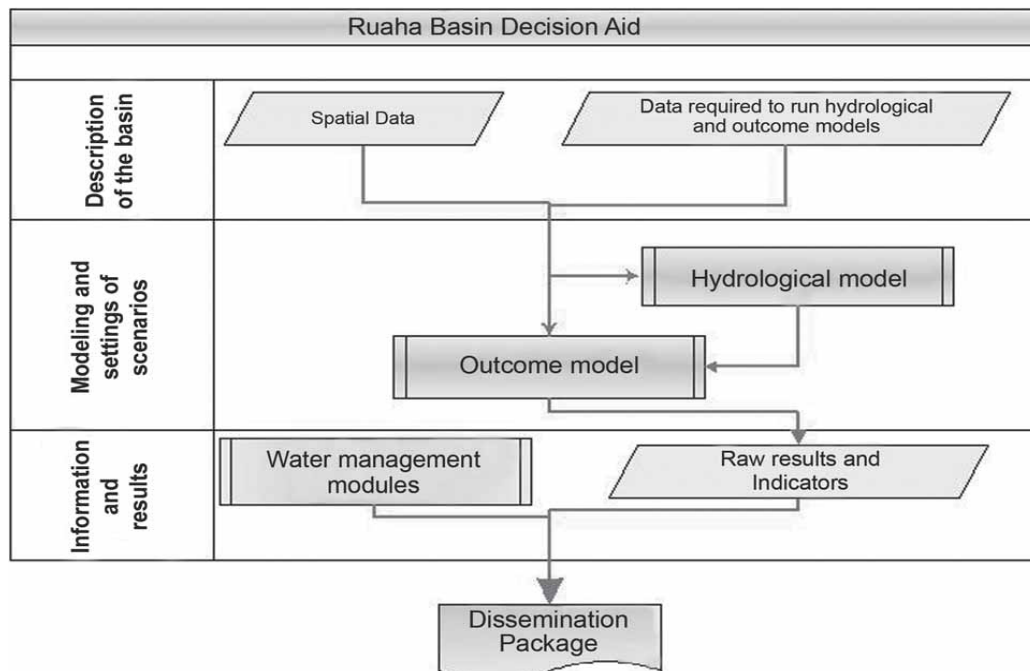 Ruaha Basin Decision Aid
Description
of the basin
Spatial Data
Data required to run hydrological
and outcome models
Modeling and
settings of
scenarios
Hydrological model
Outcome model
Information
and
results
Water management
modules
Raw results and
Indicators
Dissemination
Package